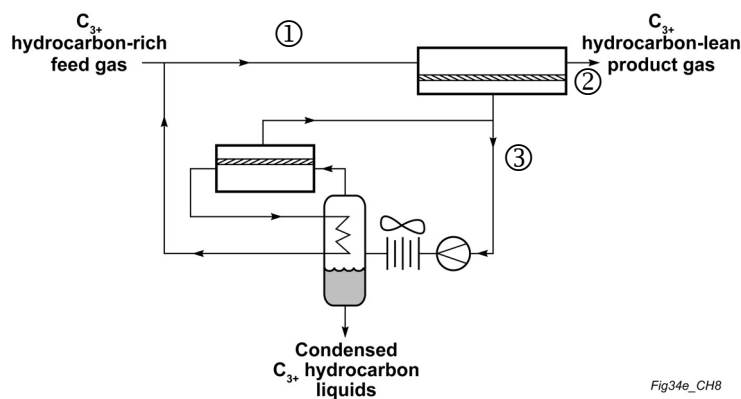 C3+
hydrocarbon-rich
feed gas
①
C3+
hydrocarbon-lean
product gas
②
③
Condensed
C3+ hydrocarbon
liquids
Fig34e_CH8